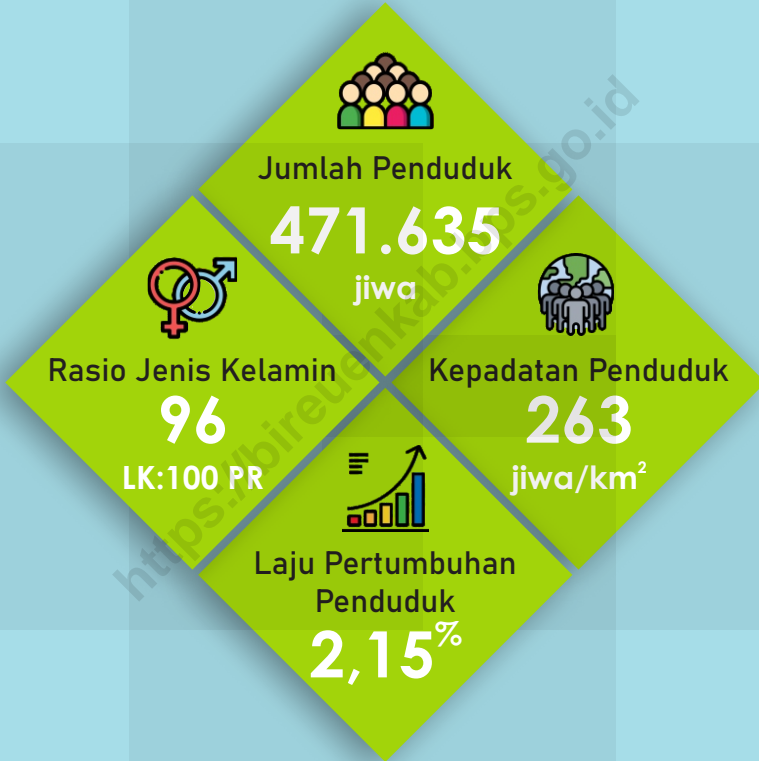 Jumlah Penduduk
471.635
jiwa
Rasio Jenis Kelamin
96
LK:100 PR
Kepadatan Penduduk
263
jiwa/km²
Laju Pertumbuhan
Penduduk
2,15%
https://bireuenkab.bps.go.id